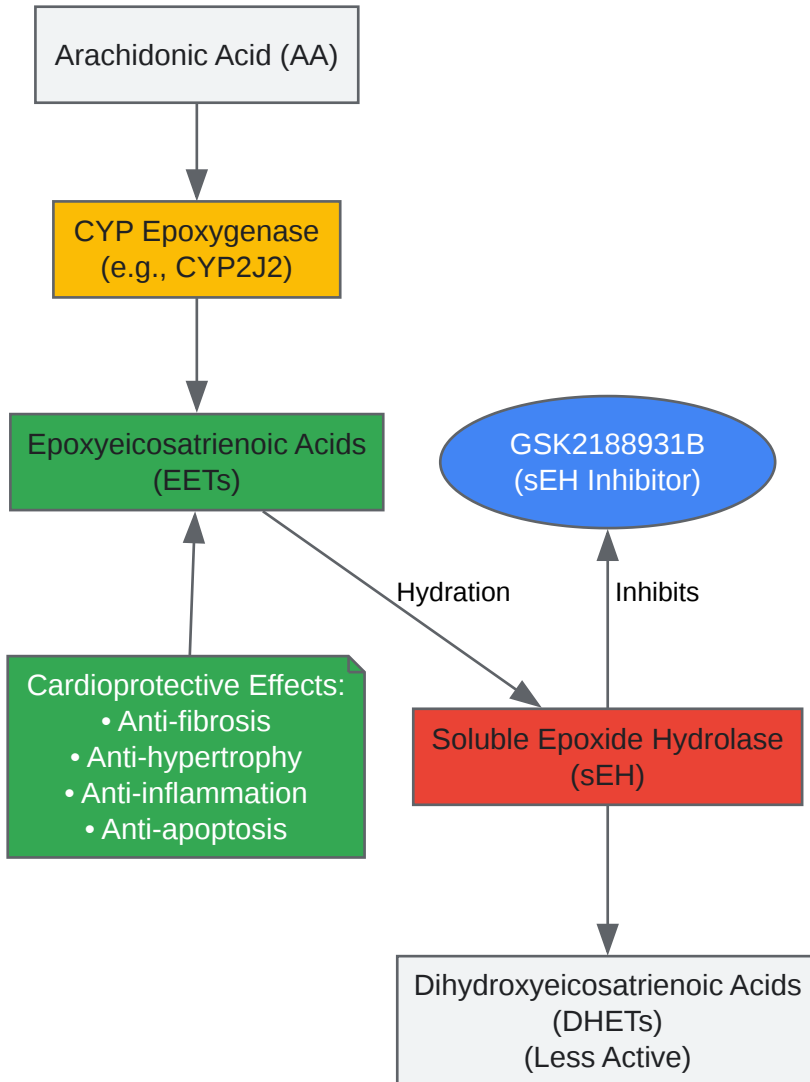 Arachidonic Acid (AA)
CYP Epoxygenase
(e.g., CYP2J2)
Epoxyeicosatrienoic Acids
(EETs)
GSK2188931B
(sEH Inhibitor)
Hydration
Inhibits
Cardioprotective Effects:
• Anti-fibrosis
• Anti-hypertrophy
• Anti-inflammation
• Anti-apoptosis
Soluble Epoxide Hydrolase
(sEH)
Dihydroxyeicosatrienoic Acids
(DHETs)
(Less Active)